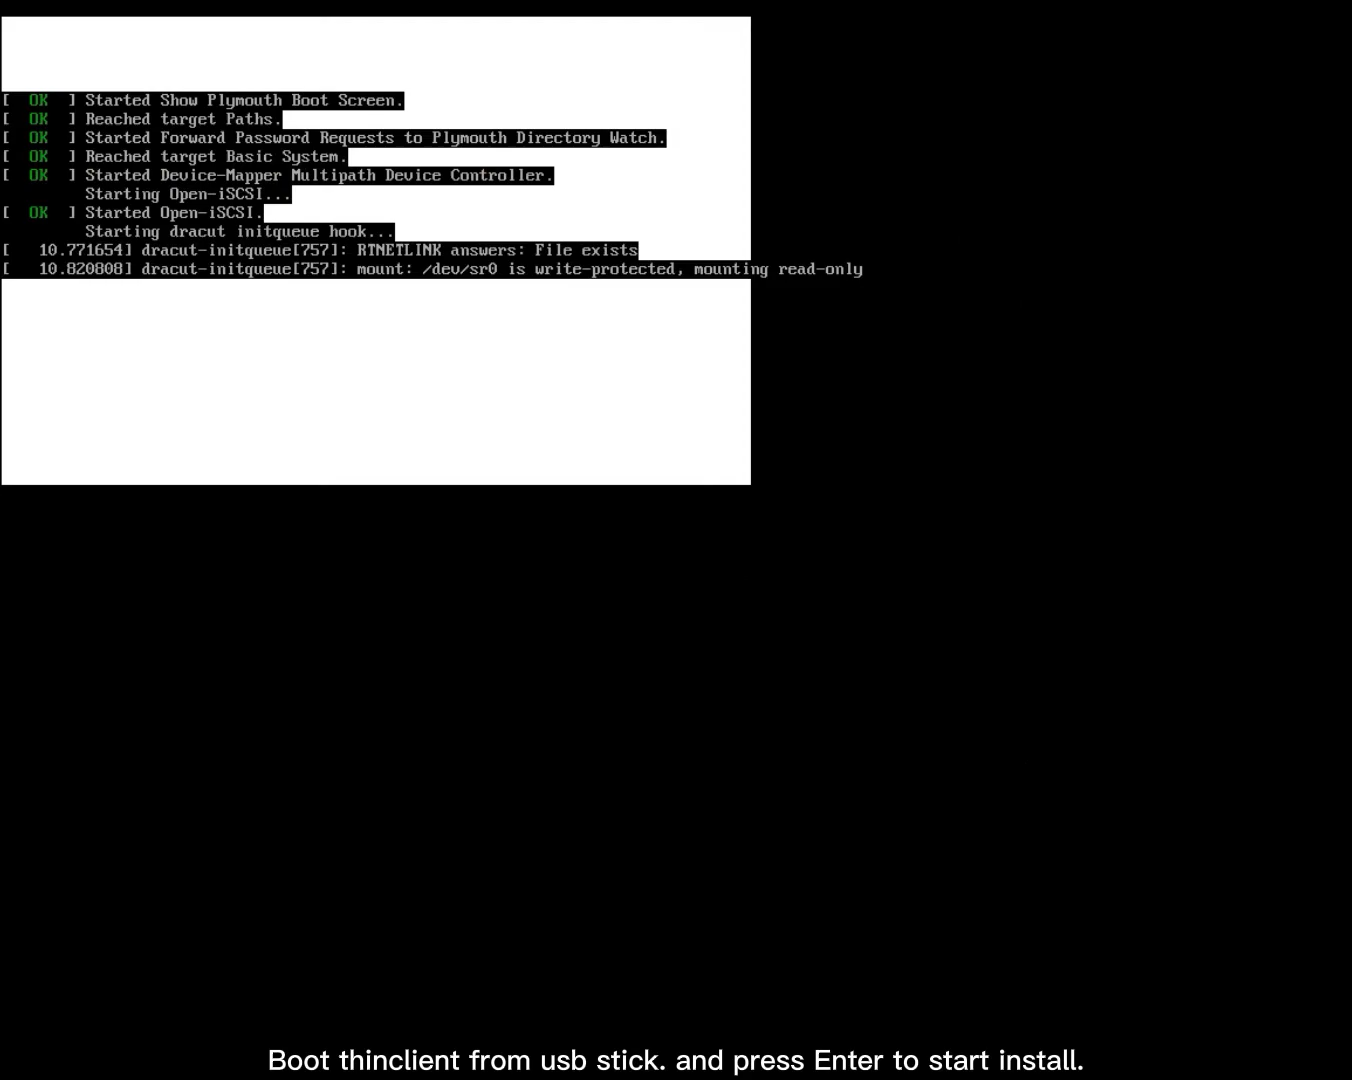 [  OK  ] Started Show Plymouth Boot Screen.
[  OK  ] Reached target Paths.
[  OK  ] Started Forward Password Requests to Plymouth Directory Watch.
[  OK  ] Reached target Basic System.
[  OK  ] Started Device-Mapper Multipath Device Controller.
         Starting Open-iSCSI...
[  OK  ] Started Open-iSCSI.
         Starting dracut initqueue hook...
[   10.771654] dracut-initqueue[757]: RTNETLINK answers: File exists
[   10.820808] dracut-initqueue[757]: mount: /dev/sr0 is write-protected, mounting read-only
Boot thinclient from usb stick. and press Enter to start install.